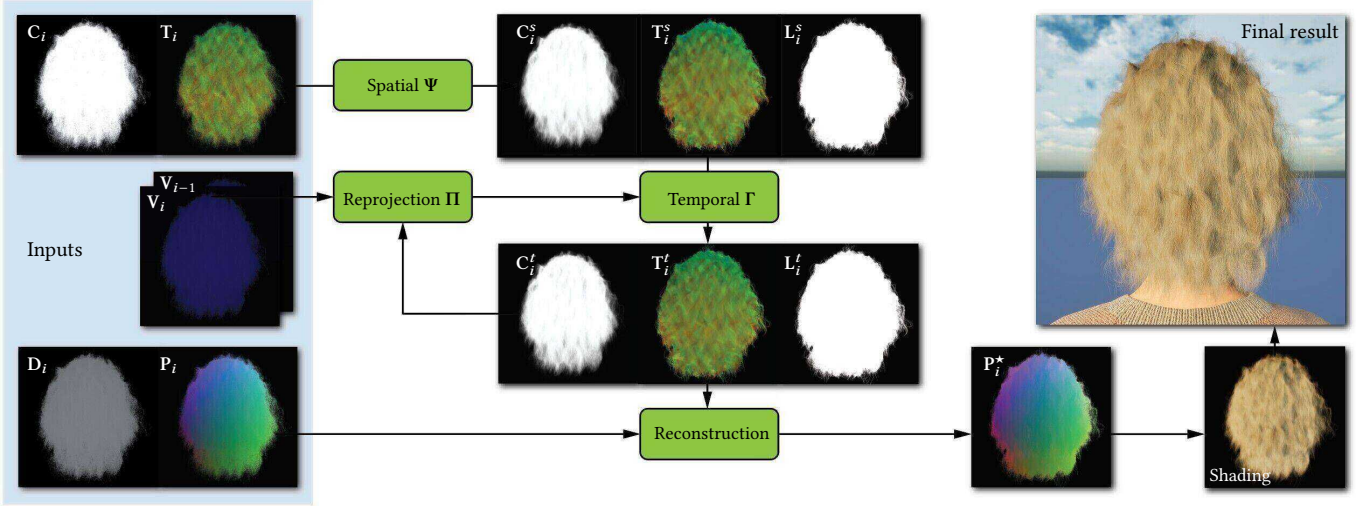 C_i
T_i
Spatial Ψ
C_i^s
T_i^s
L_i^s
Final result
V_{i−1}
V_i
Reprojection Π
Temporal Γ
Inputs
C_i^t
T_i^t
L_i^t
D_i
P_i
Reconstruction
P_i^★
Shading